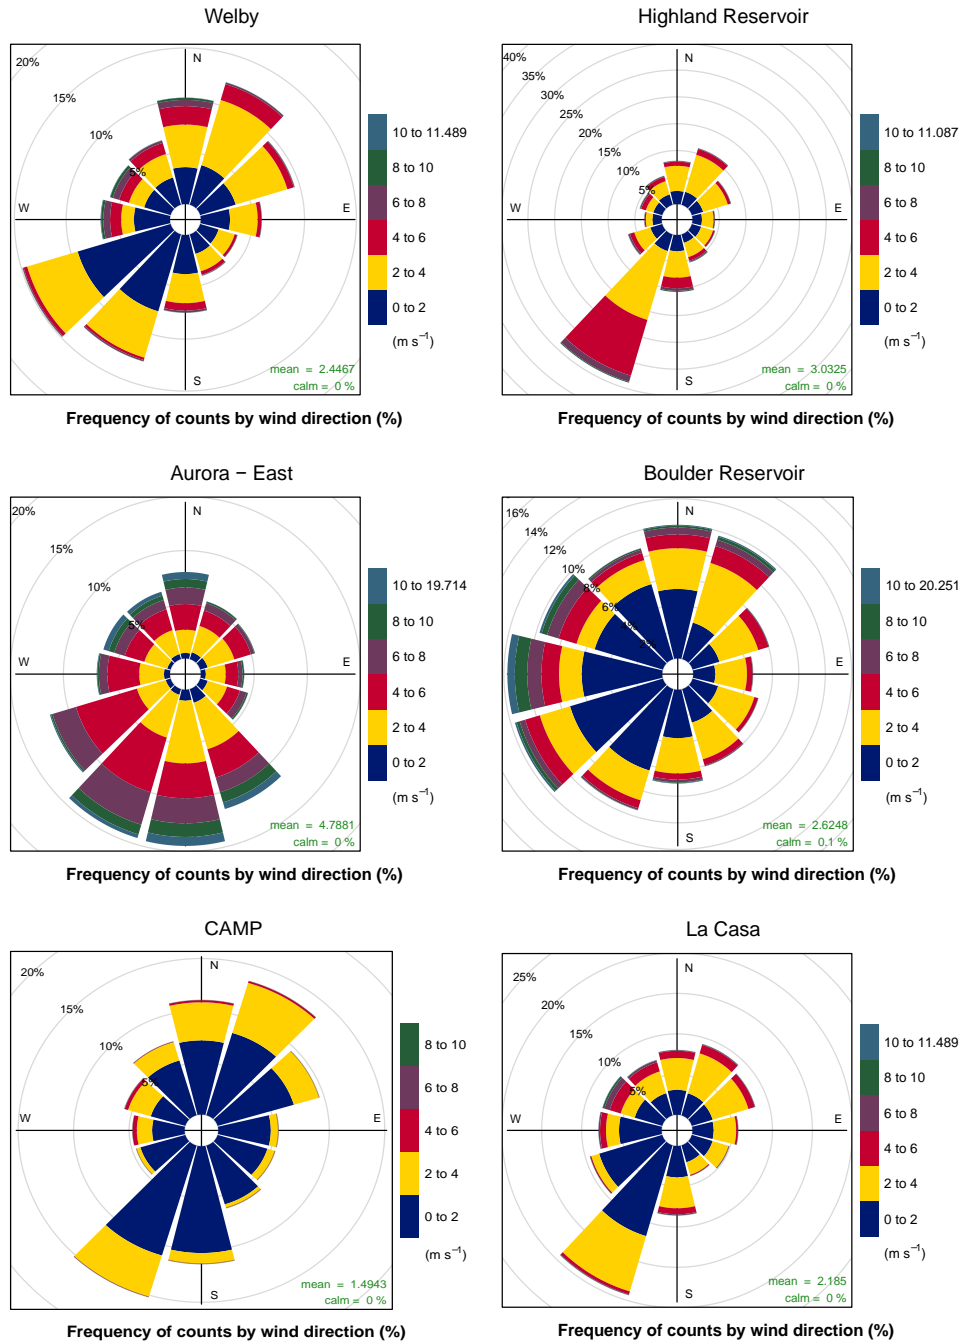 Welby
20%
15%
10%
5%
N
W
E
S
10 to 11.489
8 to 10
6 to 8
4 to 6
2 to 4
0 to 2
(m s⁻¹)
mean = 2.4467
calm = 0 %
Frequency of counts by wind direction (%)
Highland Reservoir
40%
35%
30%
25%
20%
15%
10%
5%
N
W
E
S
10 to 11.087
8 to 10
6 to 8
4 to 6
2 to 4
0 to 2
(m s⁻¹)
mean = 3.0325
calm = 0 %
Frequency of counts by wind direction (%)
Aurora − East
20%
15%
10%
5%
N
W
E
S
10 to 19.714
8 to 10
6 to 8
4 to 6
2 to 4
0 to 2
(m s⁻¹)
mean = 4.7881
calm = 0 %
Frequency of counts by wind direction (%)
Boulder Reservoir
16%
14%
12%
10%
8%
6%
4%
2%
N
W
E
S
10 to 20.251
8 to 10
6 to 8
4 to 6
2 to 4
0 to 2
(m s⁻¹)
mean = 2.6248
calm = 0.1 %
Frequency of counts by wind direction (%)
CAMP
20%
15%
10%
5%
N
W
E
S
8 to 10
6 to 8
4 to 6
2 to 4
0 to 2
(m s⁻¹)
mean = 1.4943
calm = 0 %
Frequency of counts by wind direction (%)
La Casa
25%
20%
15%
10%
5%
N
W
E
S
10 to 11.489
8 to 10
6 to 8
4 to 6
2 to 4
0 to 2
(m s⁻¹)
mean = 2.185
calm = 0 %
Frequency of counts by wind direction (%)